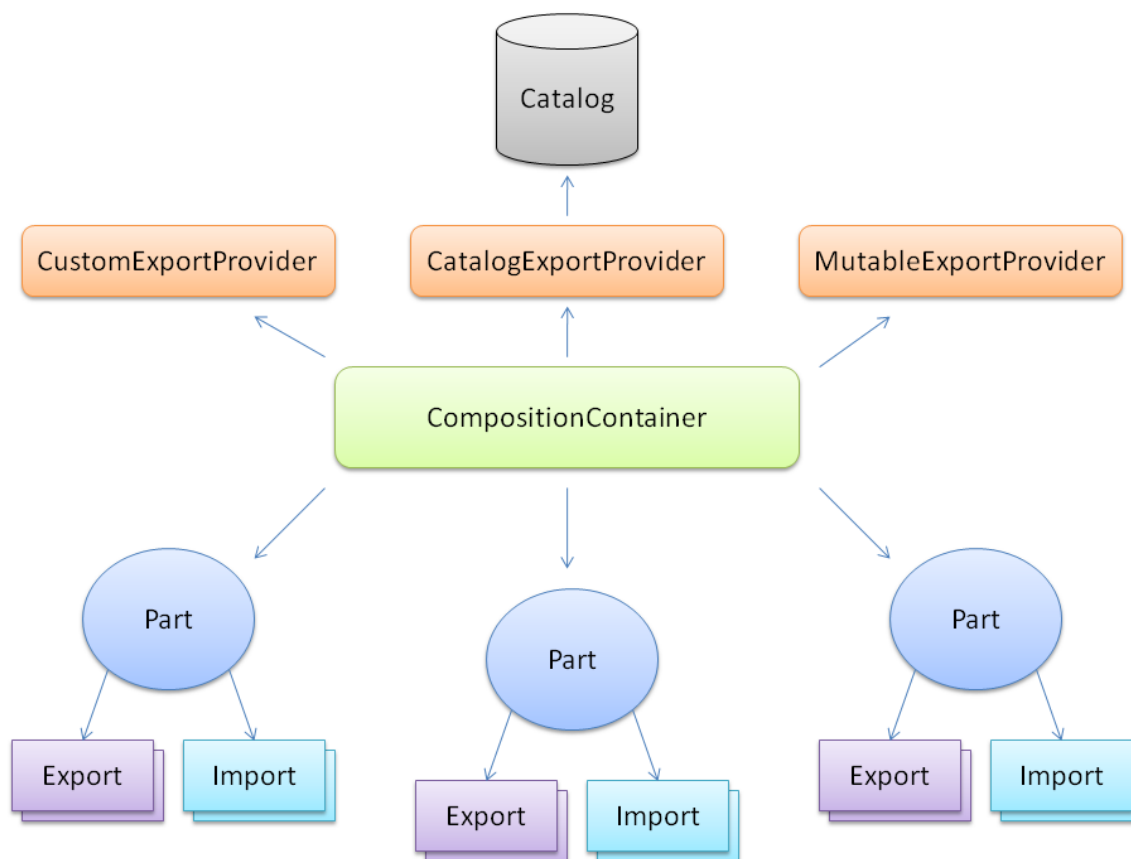 Catalog
CustomExportProvider
CatalogExportProvider
MutableExportProvider
CompositionContainer
Part
Part
Part
Export
Import
Export
Import
Export
Import